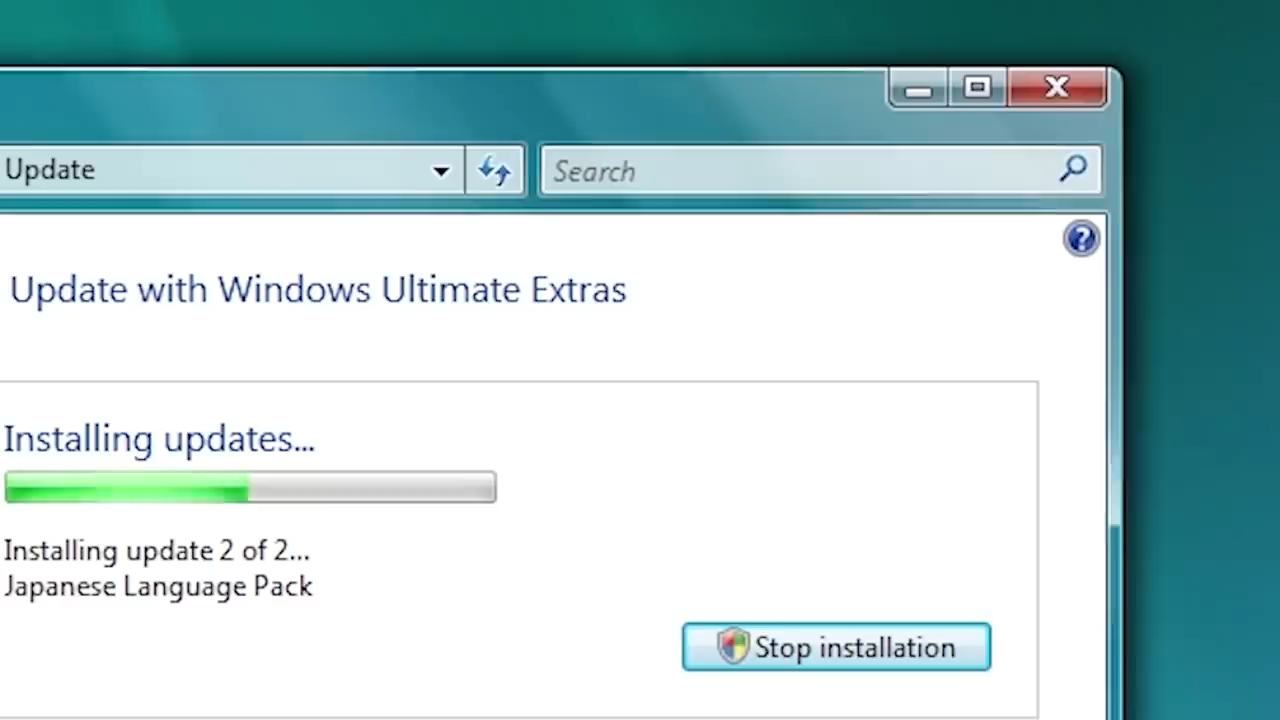 Update
Search
Update with Windows Ultimate Extras
Installing updates...
Installing update 2 of 2...
Japanese Language Pack
Stop installation